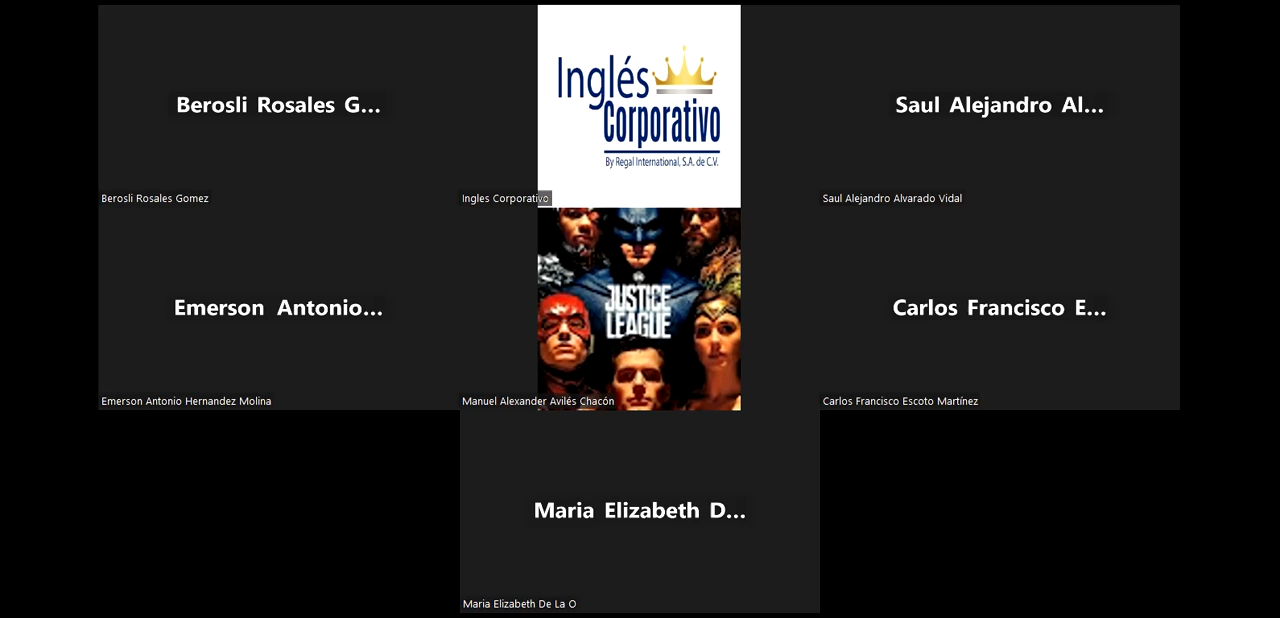 Berosli Rosales G...
Berosli Rosales Gomez
Inglés
Corporativo
By Regal International, S.A. de C.V.
Ingles Corporativo
Saul Alejandro Al...
Saul Alejandro Alvarado Vidal
Emerson Antonio...
Emerson Antonio Hernandez Molina
JUSTICE
LEAGUE
Manuel Alexander Avilés Chacón
Carlos Francisco E...
Carlos Francisco Escoto Martínez
Maria Elizabeth D...
Maria Elizabeth De La O